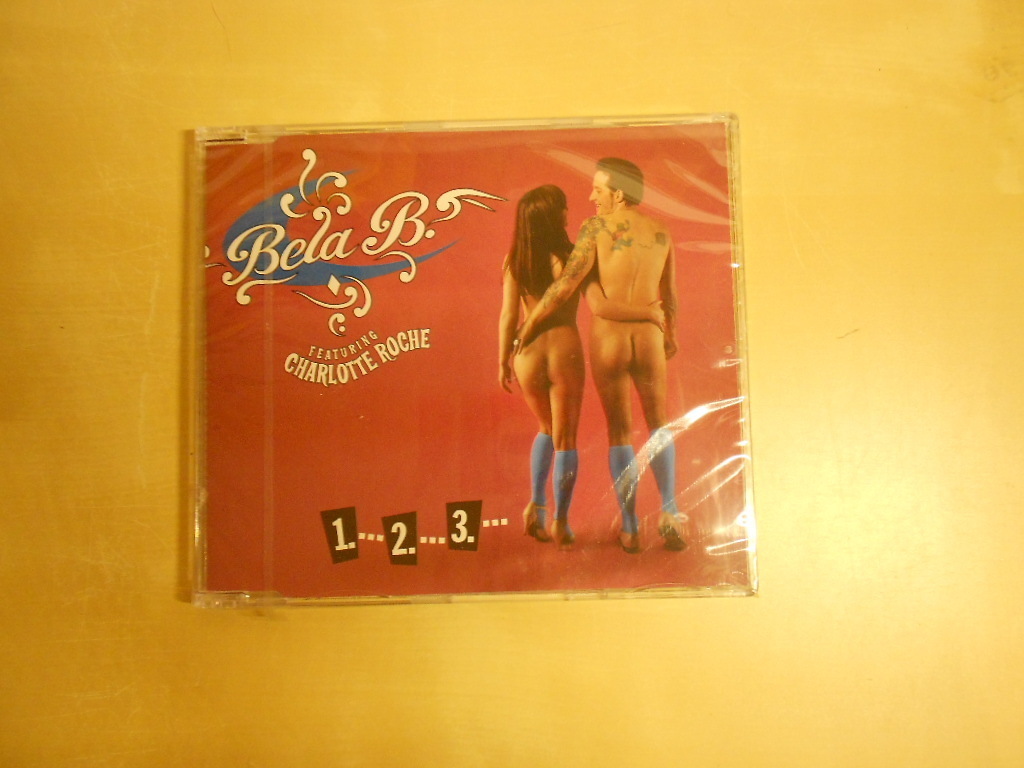 Bela B.
FEATURING
CHARLOTTE ROCHE
1....2....3....